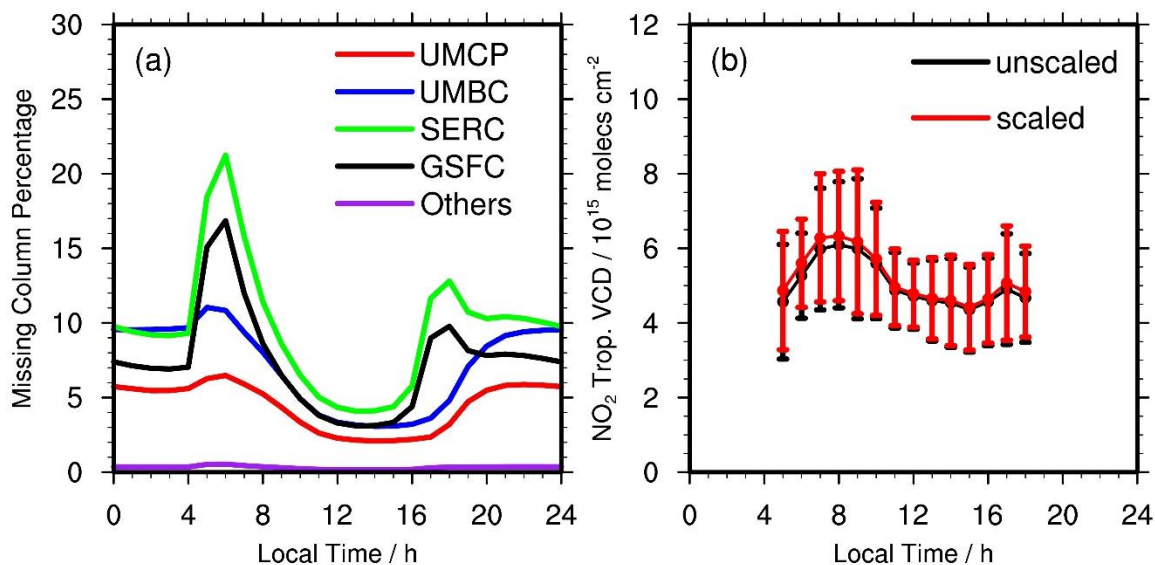 (a)
UMCP
UMBC
SERC
GSFC
Others
Missing Column Percentage
30
25
20
15
10
5
0
0 4 8 12 16 20 24
Local Time / h
(b)
unscaled
scaled
NO₂ Trop. VCD / 10¹⁵ molecs cm⁻²
12
10
8
6
4
2
0
0 4 8 12 16 20 24
Local Time / h